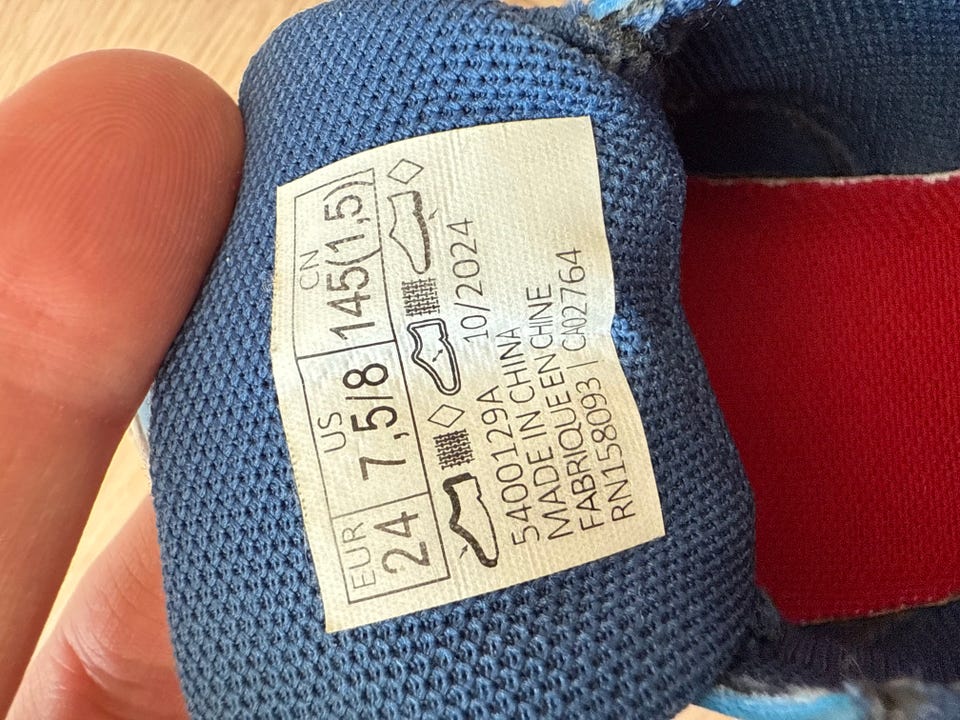 EUR US CN
24 7,5/8 145(1,5)
10/2024
5400129A
MADE IN CHINA
FABRIQUE EN CHINE
RN158093 | CA02764